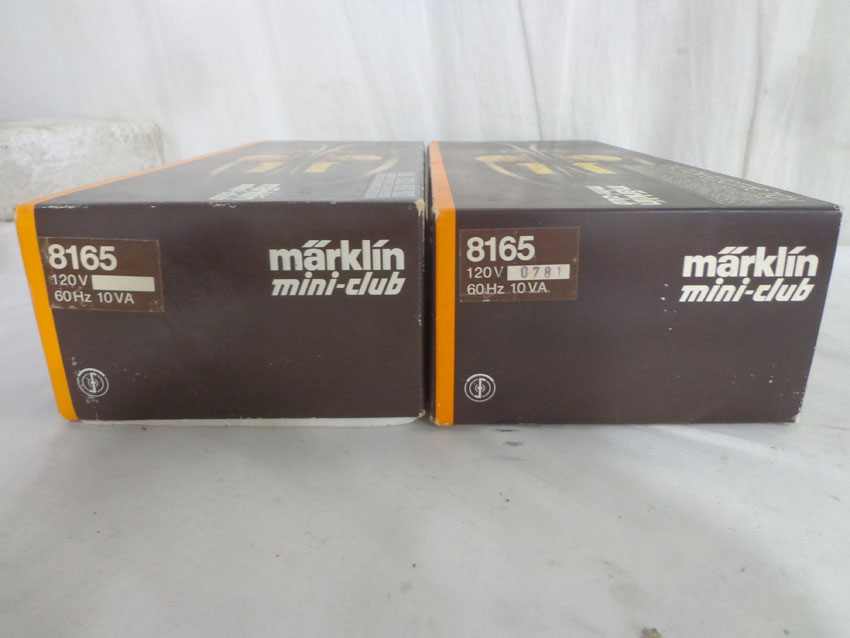 8165
120V
60Hz 10VA
märklin
mini-club
8165
120V 0781
60Hz 10VA
märklin
mini-club